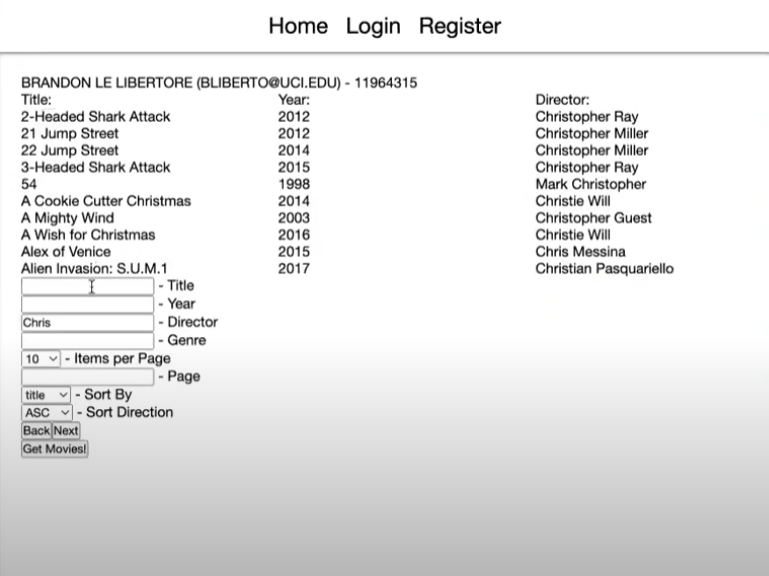 Home Login Register
BRANDON LE LIBERTORE (BLIBERTO@UCI.EDU) - 11964315
Title: Year: Director:
2-Headed Shark Attack 2012 Christopher Ray
21 Jump Street 2012 Christopher Miller
22 Jump Street 2014 Christopher Miller
3-Headed Shark Attack 2015 Christopher Ray
54 1998 Mark Christopher
A Cookie Cutter Christmas 2014 Christie Will
A Mighty Wind 2003 Christopher Guest
A Wish for Christmas 2016 Christie Will
Alex of Venice 2015 Chris Messina
Alien Invasion: S.U.M.1 2017 Christian Pasquariello
- Title
- Year
Chris - Director
- Genre
10 - Items per Page
- Page
title - Sort By
ASC - Sort Direction
Back Next
Get Movies!